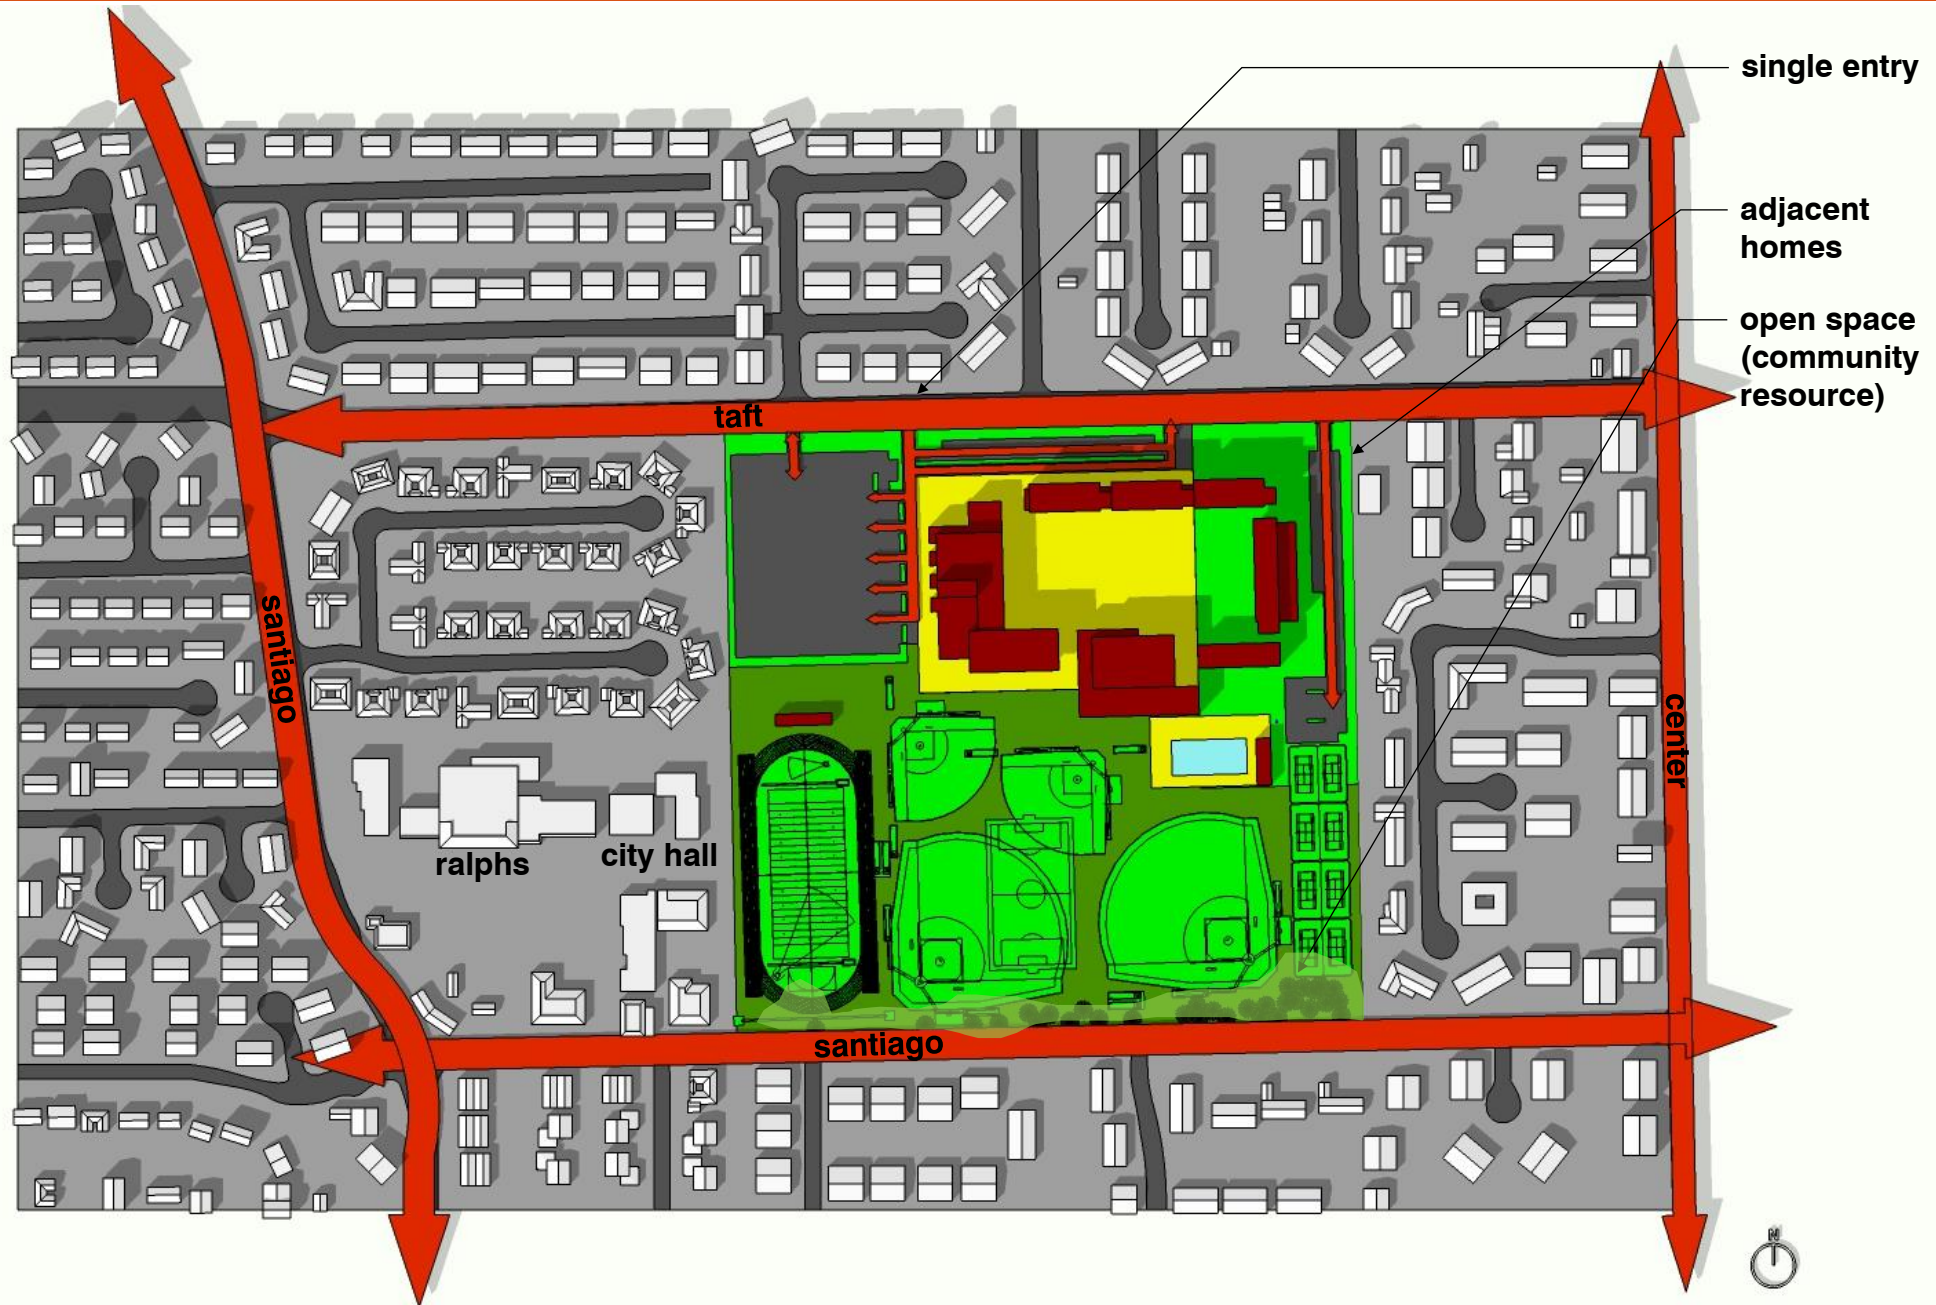 single entry
adjacent
homes
open space
(community
resource)
taft
santiago
center
ralphs
city hall
santiago
N